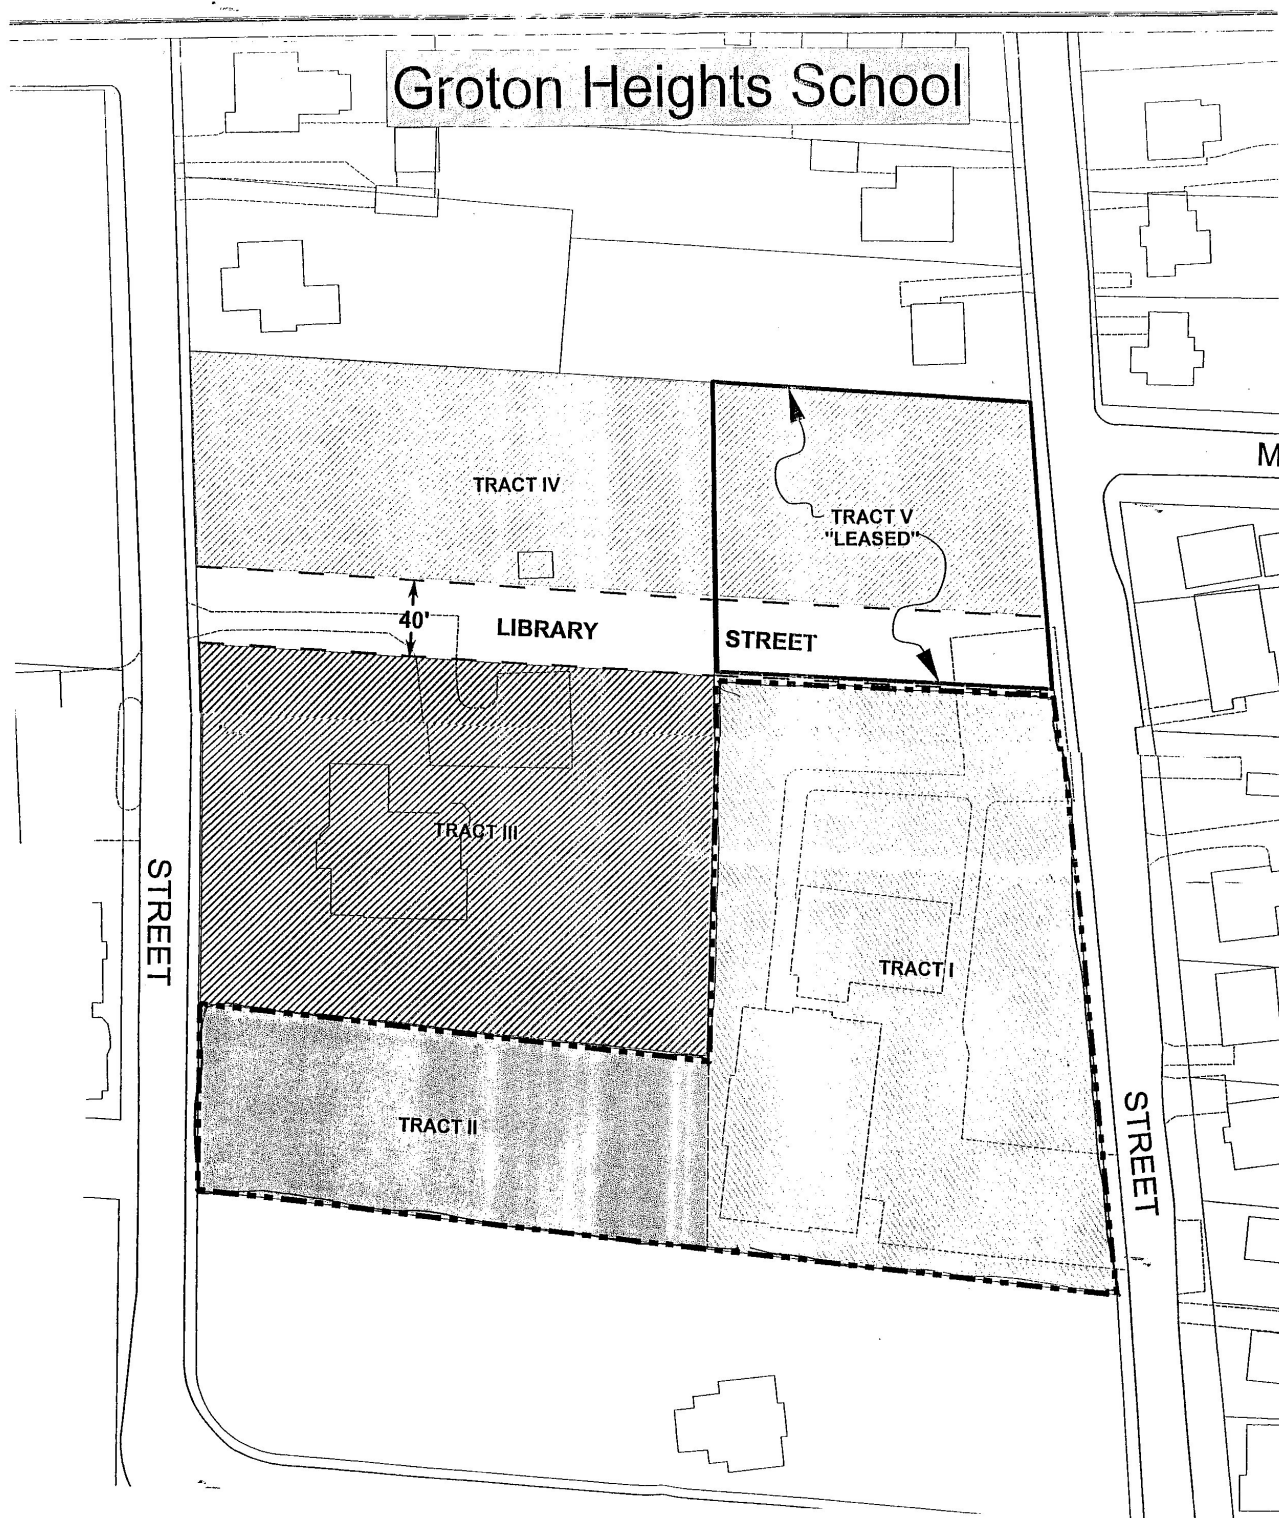 Groton Heights School
TRACT IV
TRACT V
"LEASED"
40'
LIBRARY STREET
TRACT III
STREET
TRACT I
TRACT II
STREET
M